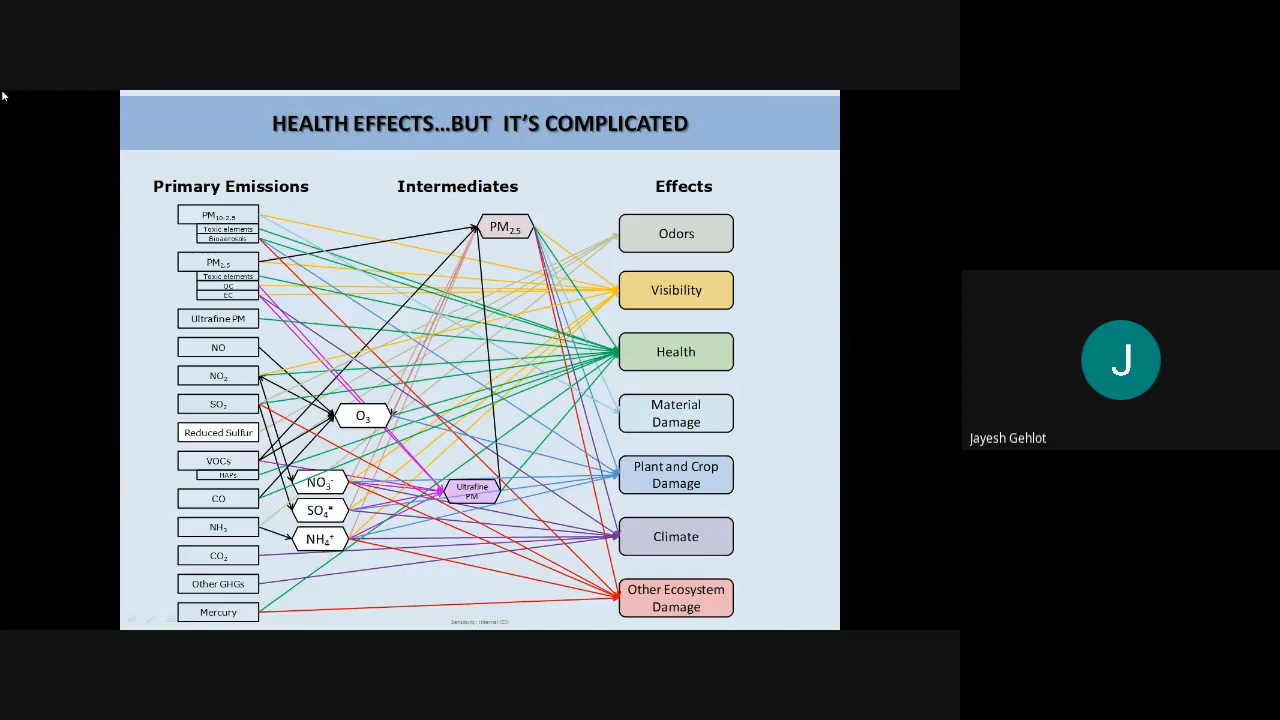 HEALTH EFFECTS...BUT IT'S COMPLICATED
Primary Emissions
Intermediates
Effects
PM10-2.5
Toxic elements
Bioaerosols
PM2.5
Toxic elements
OC
EC
Ultrafine PM
NO
NO2
SO2
Reduced Sulfur
VOCs
HAPs
CO
NH3
CO2
Other GHGs
Mercury
PM2.5
O3
NO3-
SO4=
NH4+
Ultrafine
PM
Odors
Visibility
Health
Material
Damage
Plant and Crop
Damage
Climate
Other Ecosystem
Damage
Sensitivity: Internal (C3)
J
Jayesh Gehlot